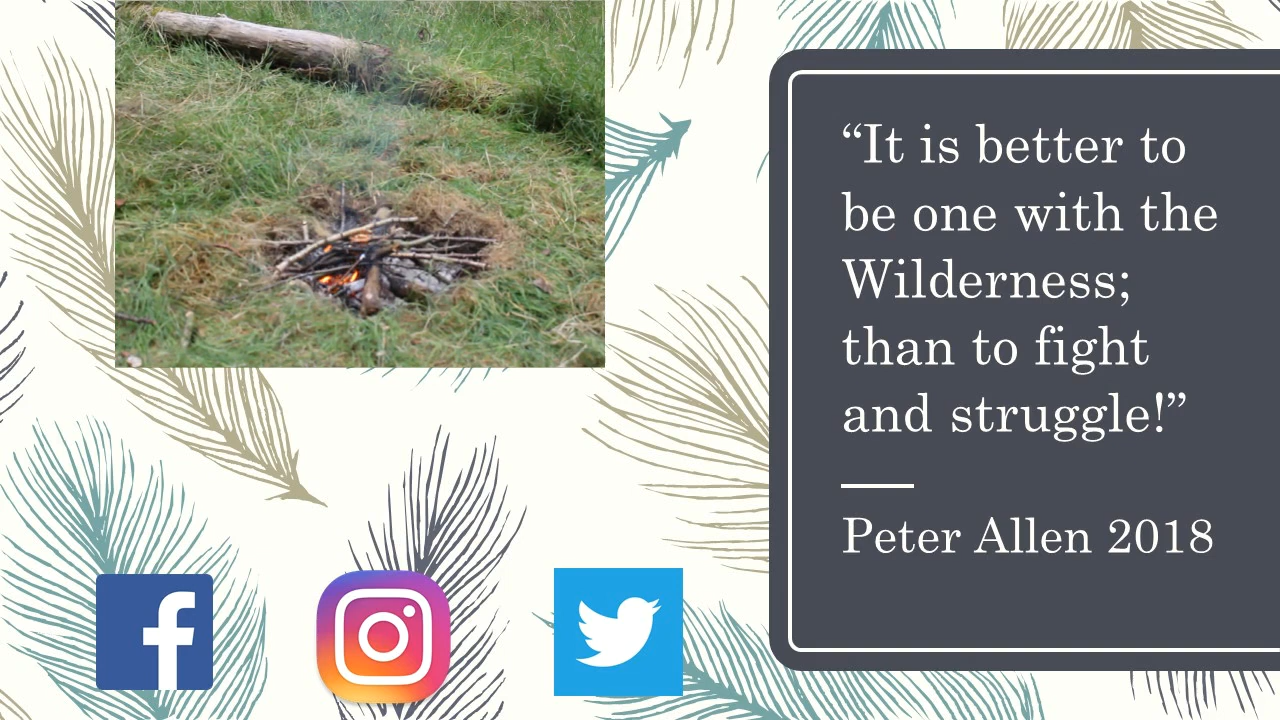 “It is better to
be one with the
Wilderness;
than to fight
and struggle!”
Peter Allen 2018